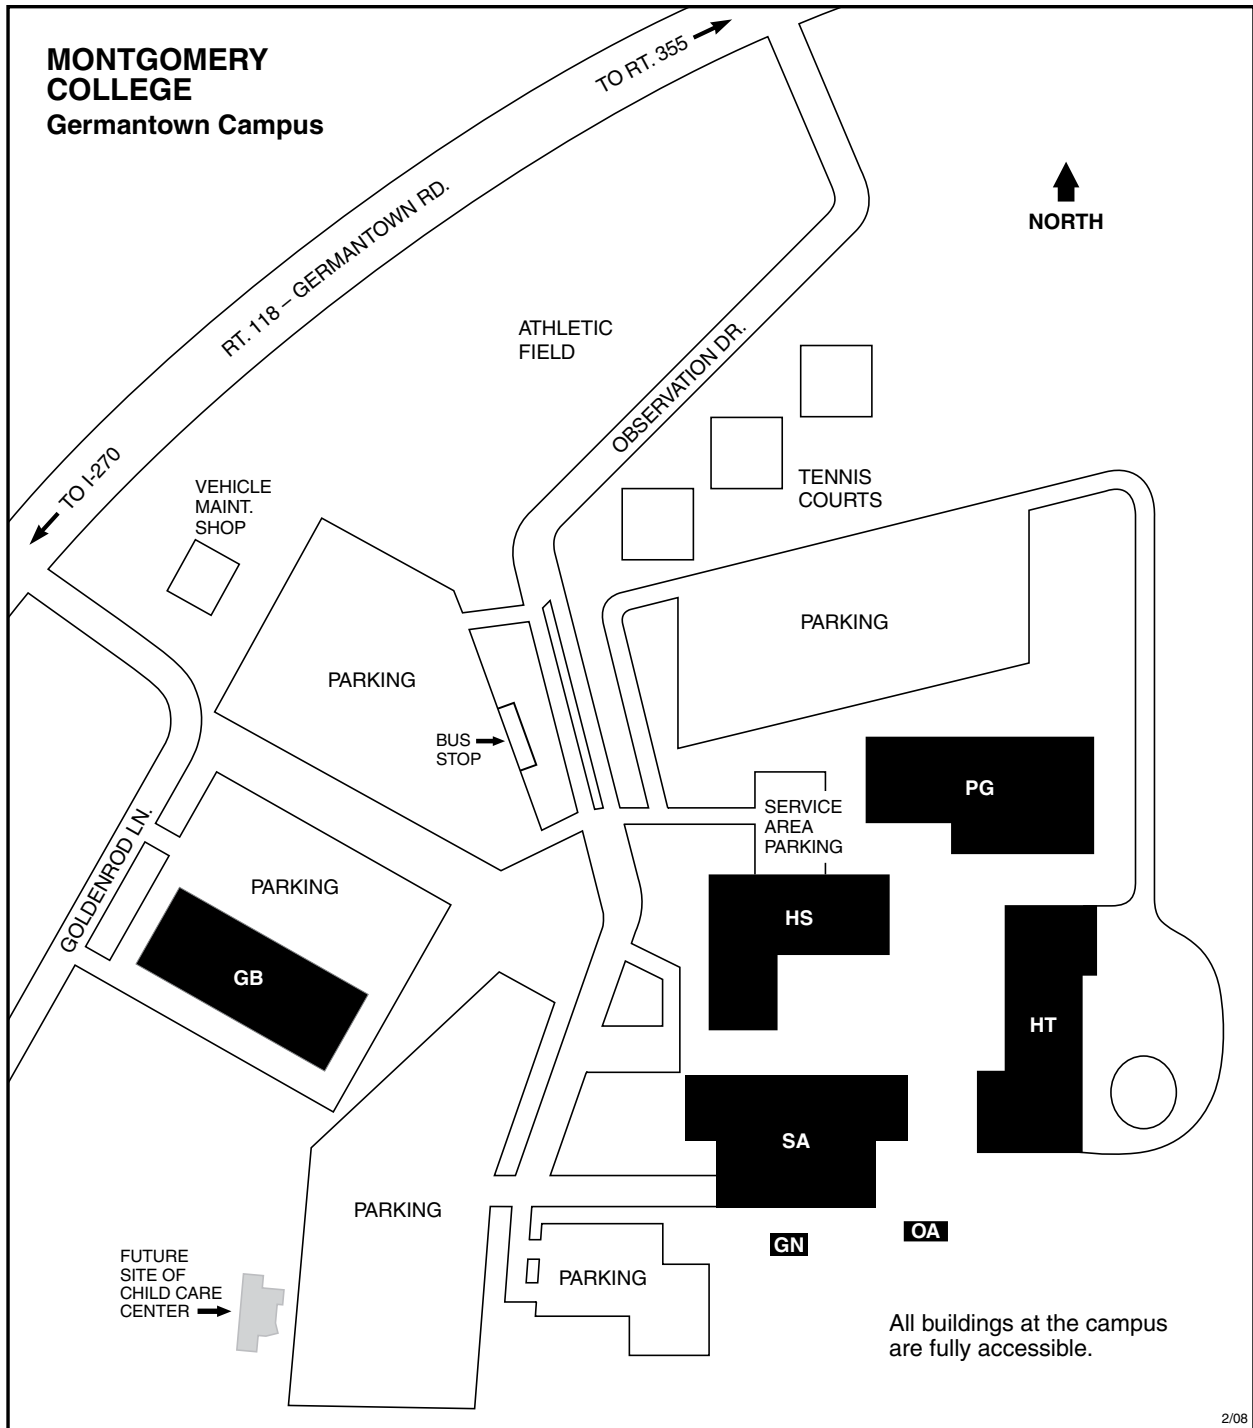 MONTGOMERY
COLLEGE
Germantown Campus
TO RT. 355
NORTH
RT. 118 – GERMANTOWN RD.
ATHLETIC
FIELD
OBSERVATION DR.
TO I-270
VEHICLE
MAINT.
SHOP
TENNIS
COURTS
PARKING
PARKING
BUS
STOP
PG
SERVICE
AREA
PARKING
GOLDENROD LN.
PARKING
HS
GB
HT
SA
PARKING
OA
GN
FUTURE
SITE OF
CHILD CARE
CENTER
PARKING
All buildings at the campus
are fully accessible.
2/08